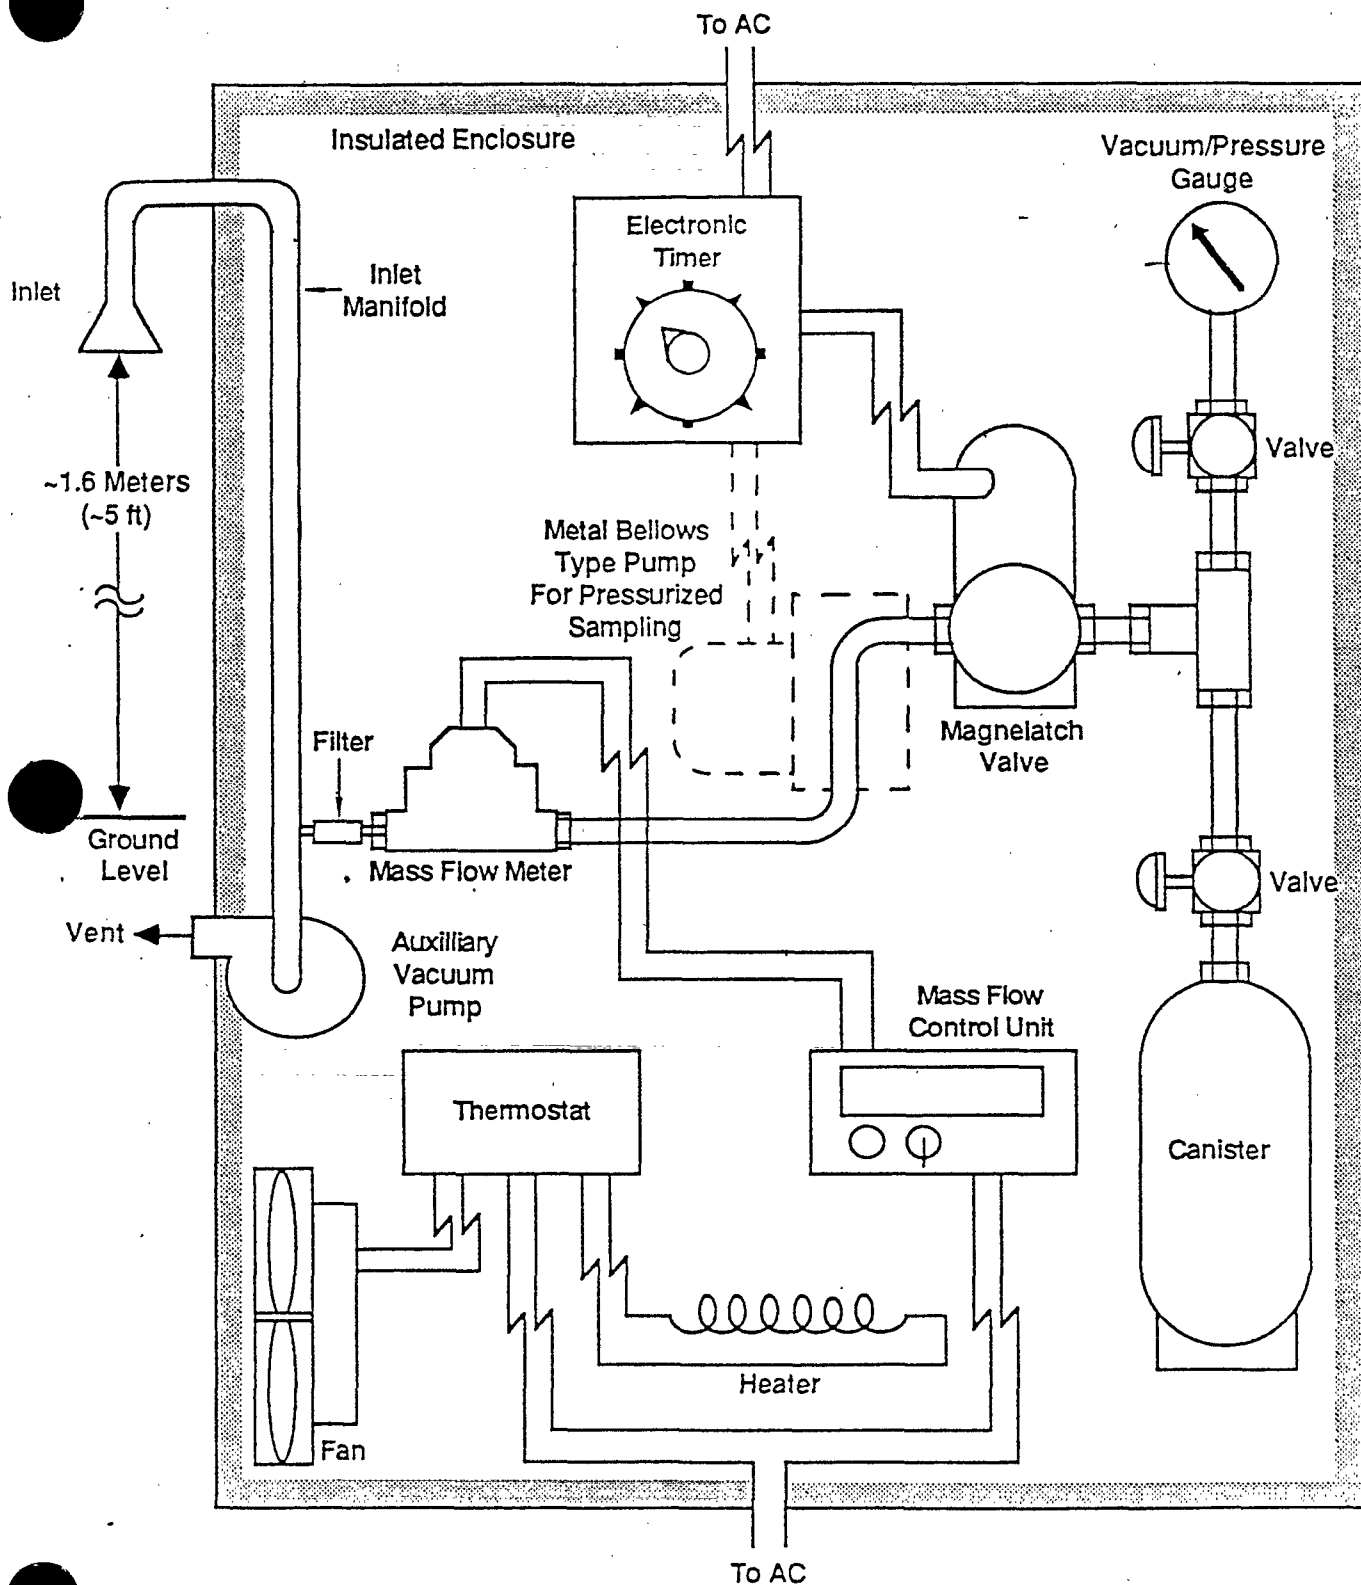 To AC
Insulated Enclosure
Vacuum/Pressure
Gauge
Electronic
Timer
Inlet
Inlet
Manifold
Valve
~1.6 Meters
(~5 ft)
Metal Bellows
Type Pump
For Pressurized
Sampling
Magnelatch
Valve
Filter
Ground
Level
Mass Flow Meter
Valve
Vent
Auxilliary
Vacuum
Pump
Mass Flow
Control Unit
Thermostat
Canister
Heater
Fan
To AC